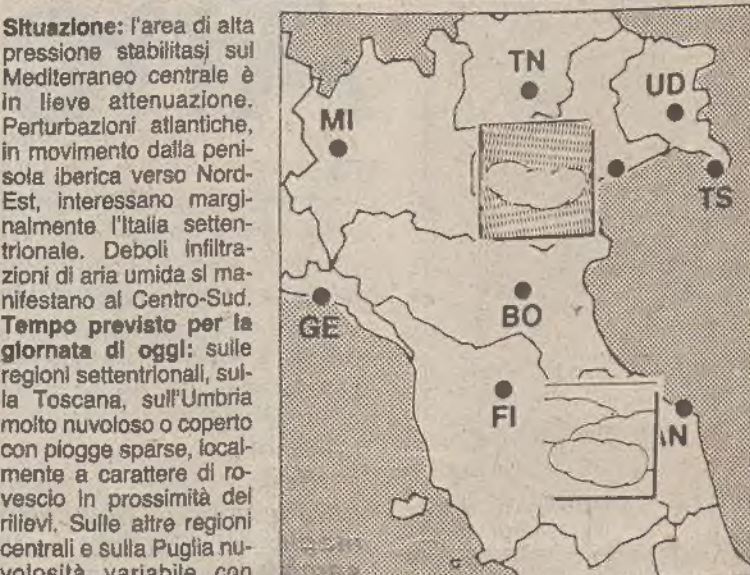 Situazione: l'area di alta
pressione stabilitasi sul
Mediterraneo centrale è
in lieve attenuazione.
Perturbazioni atlantiche,
in movimento dalla peni-
sola iberica verso Nord-
Est, interessano margi-
nalmente l'Italia setten-
trionale. Deboli infiltra-
zioni di aria umida si ma-
nifestano al Centro-Sud.
Tempo previsto per la
giornata di oggi: sulle
regioni settentrionali, sul-
la Toscana, sull'Umbria
molto nuvoloso o coperto
con piogge sparse, local-
mente a carattere di ro-
vescio in prossimità dei
rilievi. Sulle altre regioni
centrali e sulla Puglia nu-
volosità variabile con
TN
UD
MI
TS
GE
BO
FI
AN